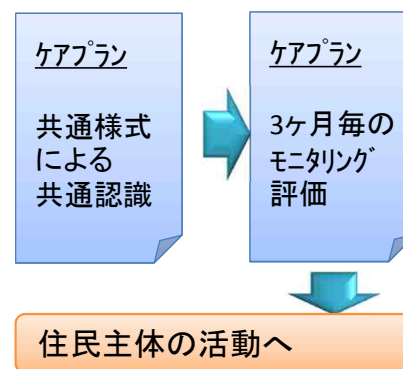 ｹｱﾌﾟﾗﾝ
共通様式
による
共通認識
ｹｱﾌﾟﾗﾝ
3ヶ月毎の
ﾓﾆﾀﾘﾝｸﾞ
評価
住民主体の活動へ